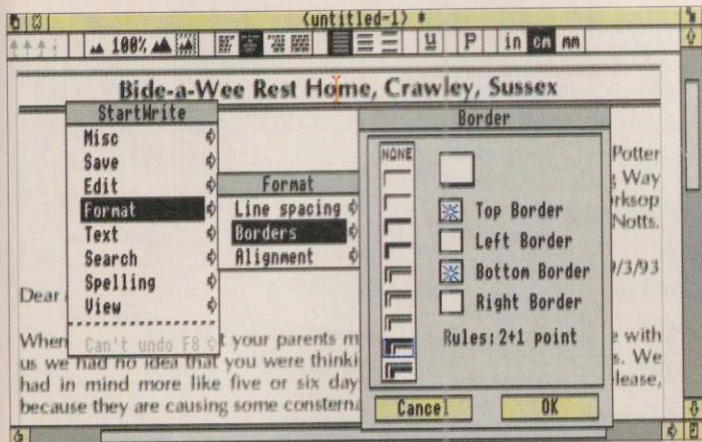 (untitled-1) *
100% U P in cm mm
Bide-a-Wee Rest Home, Crawley, Sussex
StartWrite
Misc
Save
Edit
Format
Text
Search
Spelling
View
Can't undo F8
Format
Line spacing
Borders
Alignment
Border
NONE
Top Border
Left Border
Bottom Border
Right Border
Rules: 2+1 point
Cancel
OK
Potter
Way
Notts.
/3/93
Dear
When your parents with
us we had no idea that you were We
had in mind more like five or six day
because they are causing some